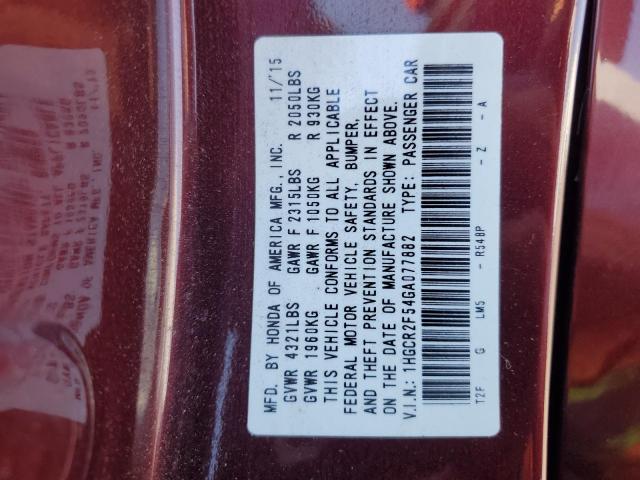 MFD. BY HONDA OF AMERICA MFG., INC. 11/'15
GVWR 4321LBS GAWR F 2315LBS R 2050LBS
GVWR 1960KG GAWR F 1050KG R 930KG
THIS VEHICLE CONFORMS TO ALL APPLICABLE
FEDERAL MOTOR VEHICLE SAFETY, BUMPER,
AND THEFT PREVENTION STANDARDS IN EFFECT
ON THE DATE OF MANUFACTURE SHOWN ABOVE.
V.I.N.: 1HGCR2F54GA077882 TYPE: PASSENGER CAR
T2F G LM5 - R548P - Z - A